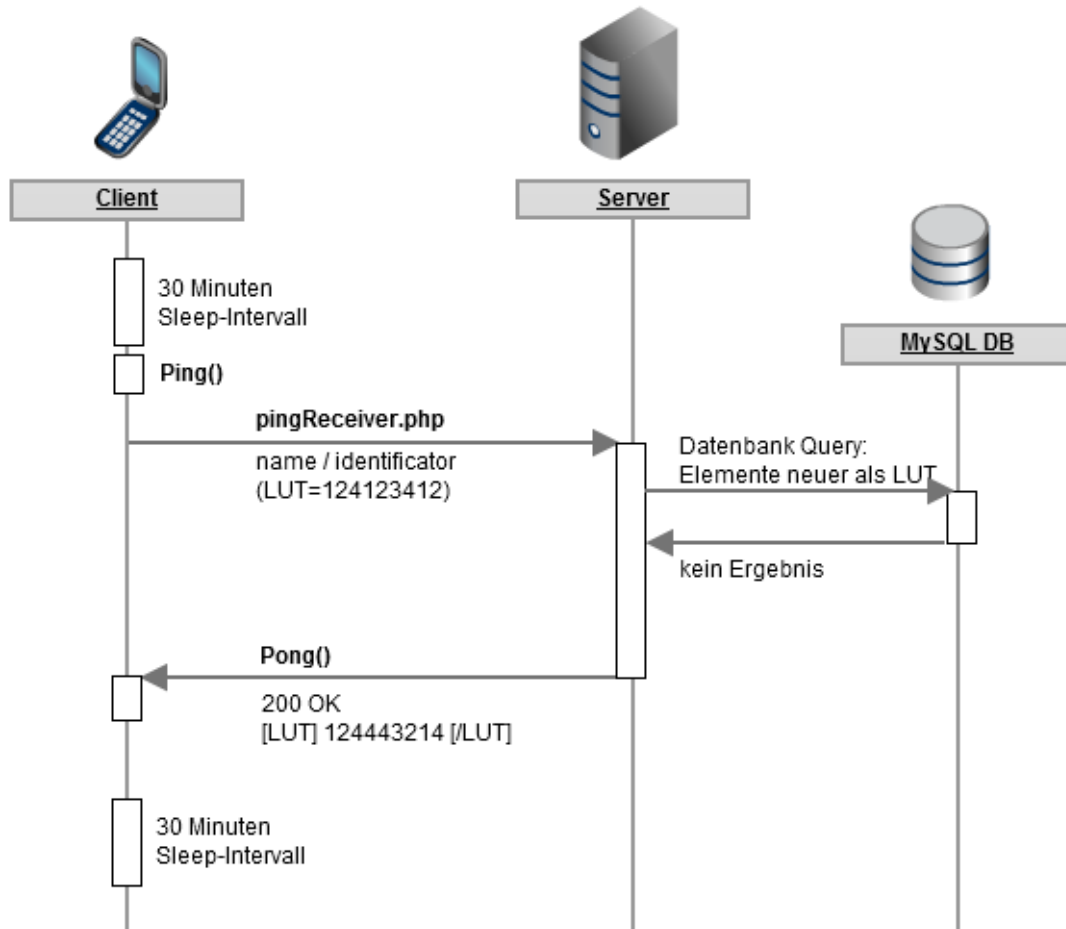 Client
Server
MySQL DB
30 Minuten
Sleep-Intervall
Ping()
pingReceiver.php
name / identificator
(LUT=124123412)
Datenbank Query:
Elemente neuer als LUT
kein Ergebnis
Pong()
200 OK
[LUT] 124443214 [/LUT]
30 Minuten
Sleep-Intervall